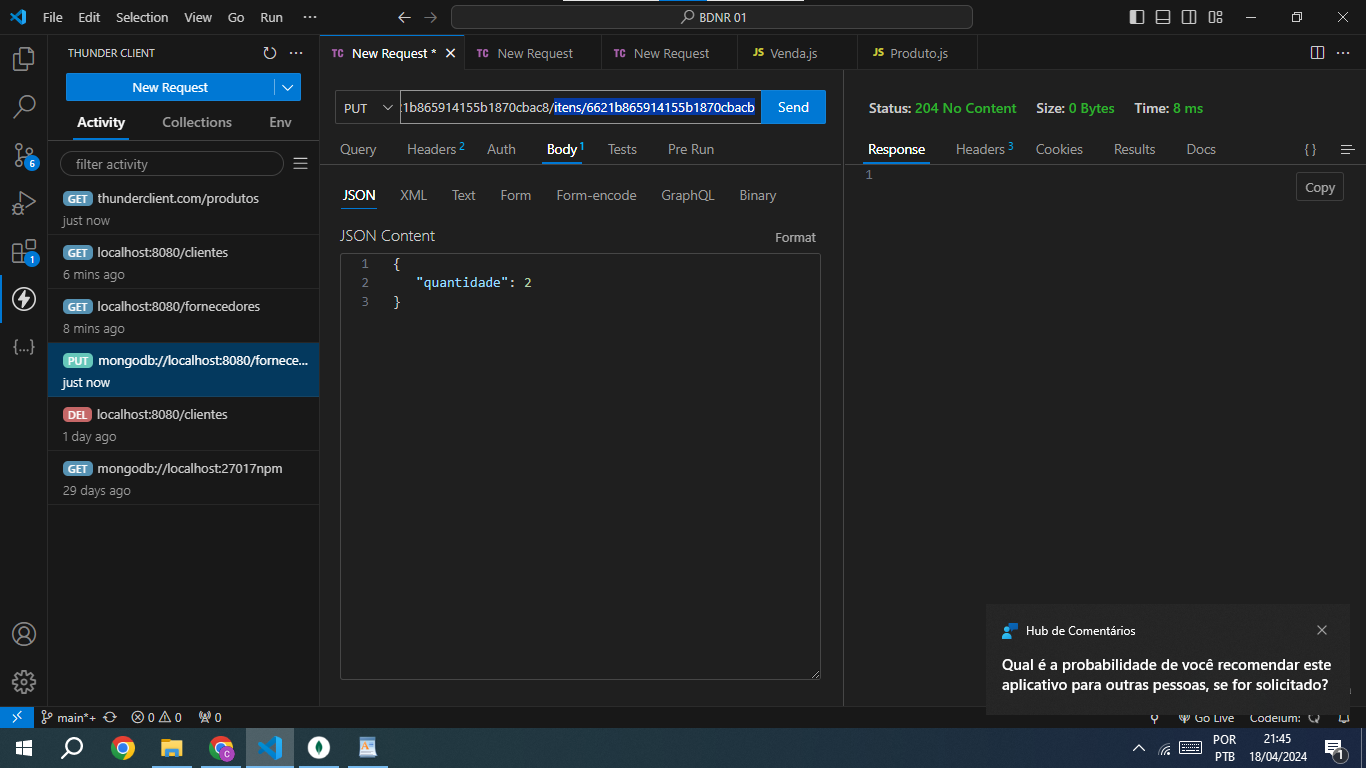 File Edit Selection View Go Run ··· BDNR 01
THUNDER CLIENT
New Request
Activity Collections Env
filter activity
GET thunderclient.com/produtos
just now
GET localhost:8080/clientes
6 mins ago
GET localhost:8080/fornecedores
8 mins ago
PUT mongodb://localhost:8080/fornece...
just now
DEL localhost:8080/clientes
1 day ago
GET mongodb://localhost:27017npm
29 days ago
6
1
TC New Request * TC New Request TC New Request JS Venda.js JS Produto.js
PUT :1b865914155b1870cbac8/itens/6621b865914155b1870cbacb Send
Query Headers 2 Auth Body 1 Tests Pre Run
JSON XML Text Form Form-encode GraphQL Binary
JSON Content Format
1 {
2 "quantidade": 2
3 }
Status: 204 No Content Size: 0 Bytes Time: 8 ms
Response Headers 3 Cookies Results Docs { }
1
Copy
Hub de Comentários
Qual é a probabilidade de você recomendar este
aplicativo para outras pessoas, se for solicitado?
main*+ 0 0 0 Go Live Codeium:
POR
PTB
21:45
18/04/2024
1